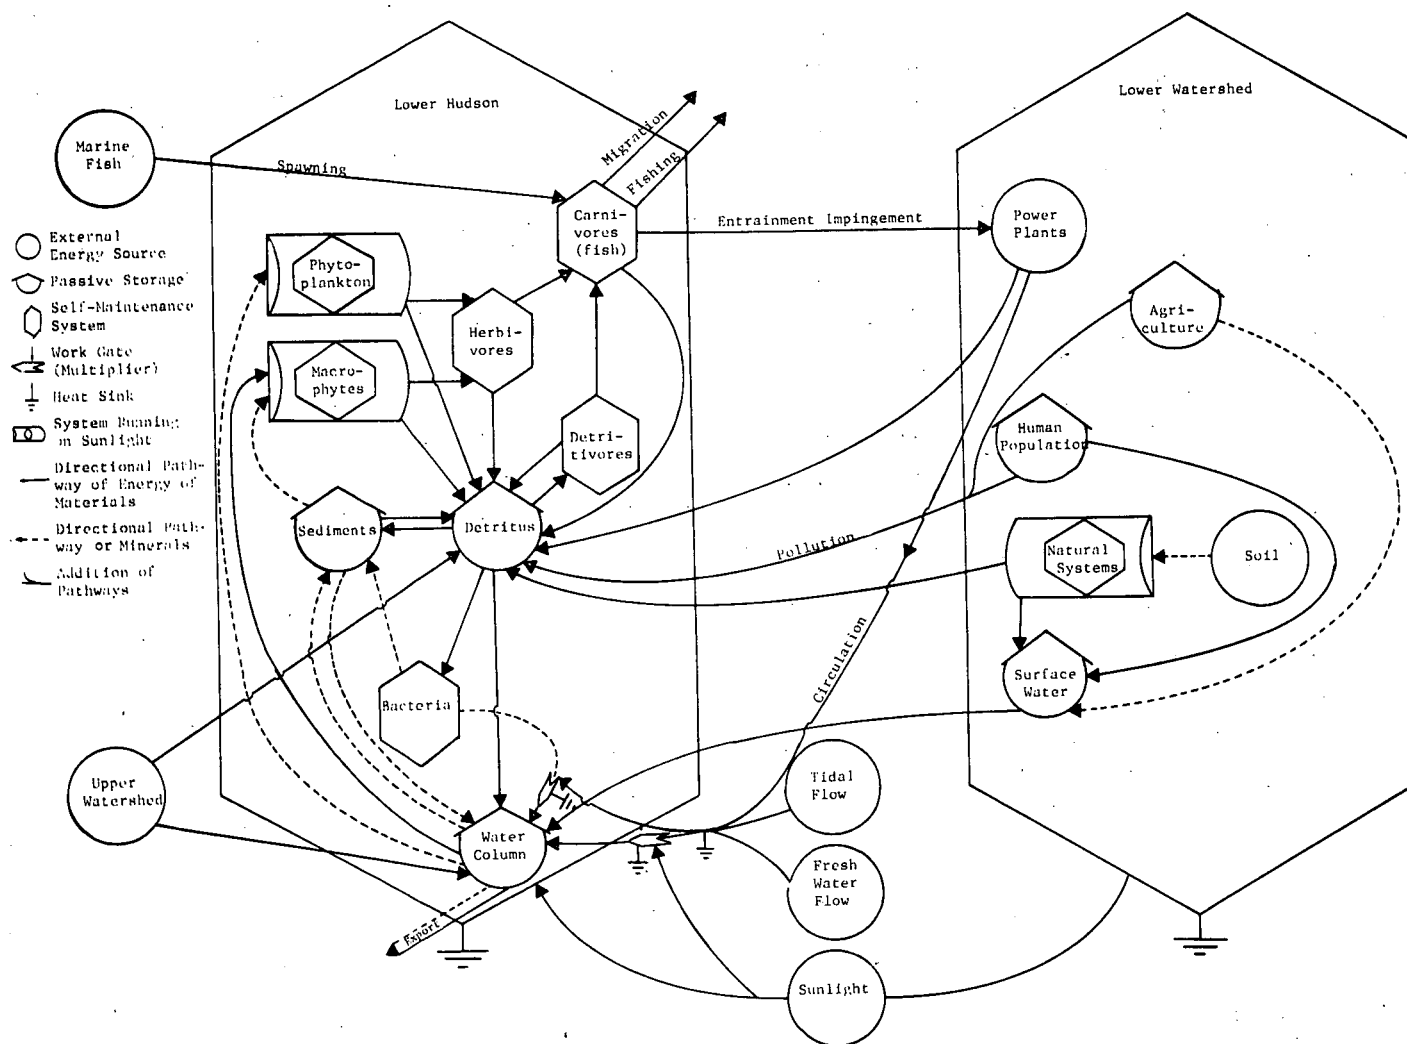 Lower Hudson
Lower Watershed
Marine
Fish
Spawning
Migration
Fishing
Carni-
vores
(fish)
Entrainment Impingement
Power
Plants
External
Energy Source
Passive Storage
Self-Maintenance
System
Work Gate
(Multiplier)
Heat Sink
System Running
on Sunlight
Directional Path-
way of Energy of
Materials
Directional Path-
way or Minerals
Addition of
Pathways
Phyto-
plankton
Herbi-
vores
Macro-
phytes
Detri-
tivores
Sediments
Detritus
Agri-
culture
Human
Population
Pollution
Natural
Systems
Soil
Circulation
Surface
Water
Bacteria
Upper
Watershed
Tidal
Flow
Water
Column
Fresh
Water
Flow
Export
Sunlight